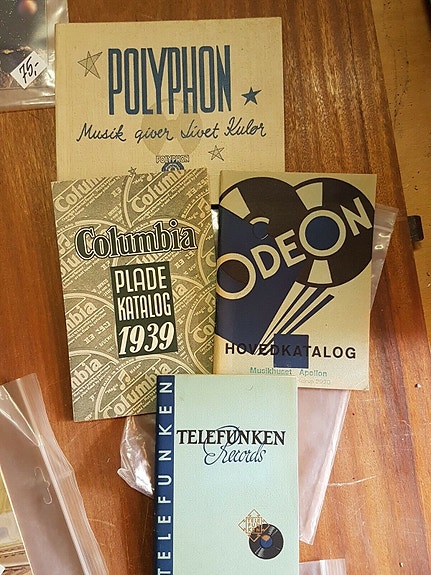 75,-
POLYPHON
Musik giver Livet Kulør
POLYPHON
Columbia
PLADE
KATALOG
1939
ODEON
HOVEDKATALOG
Musikhuset Apollon
TELEFUNKEN
TELEFUNKEN
Records